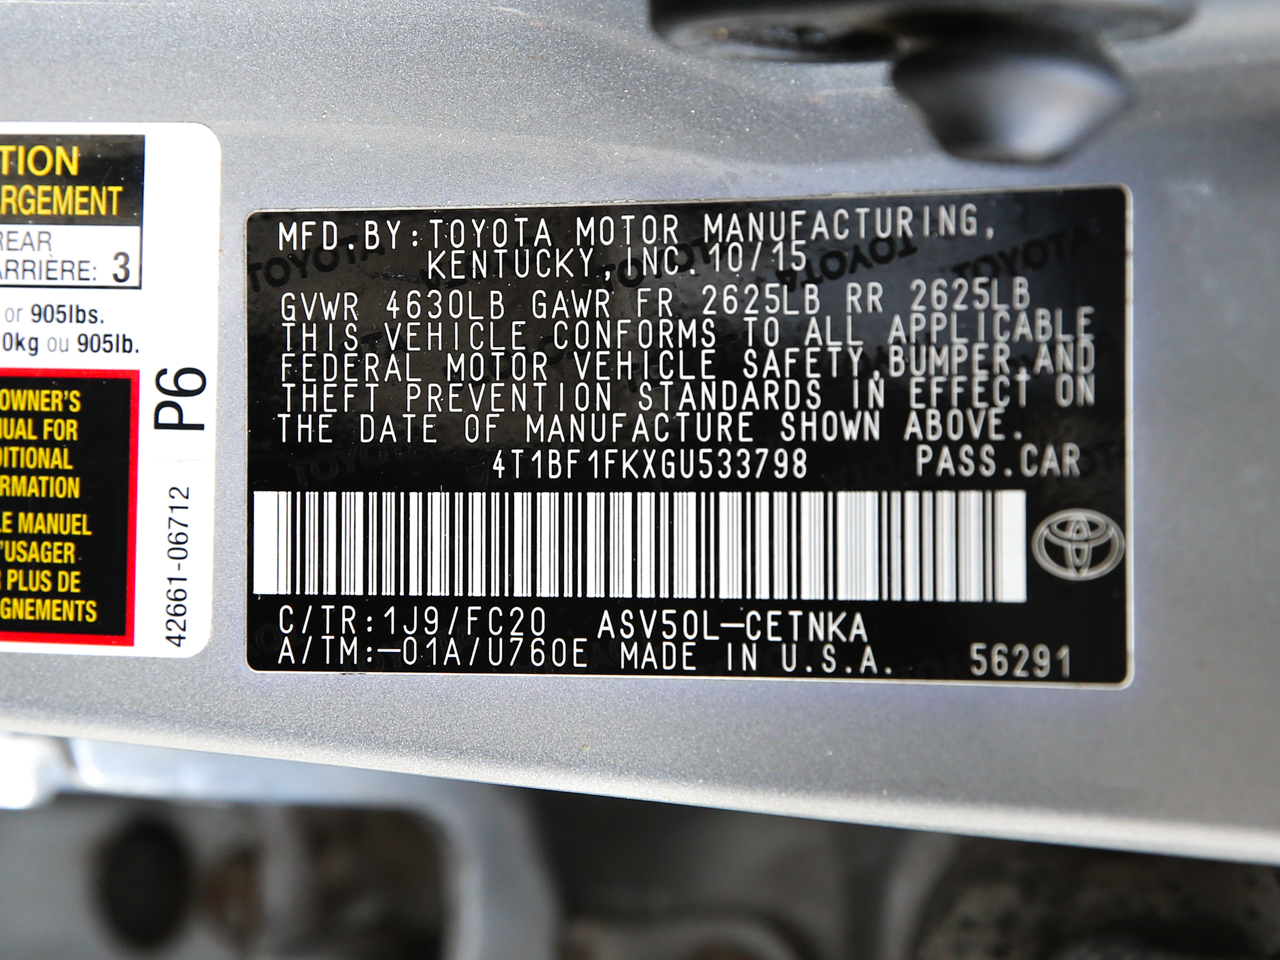 TION
RGEMENT
REAR
ARRIÈRE: 3
or 905lbs.
0kg ou 905lb.
OWNER'S
UAL FOR
DITIONAL
RMATION
LE MANUEL
'USAGER
PLUS DE
GNEMENTS
P6
42661-06712
MFD.BY:TOYOTA MOTOR MANUFACTURING,
KENTUCKY,INC.10/15
GVWR 4630LB GAWR FR 2625LB RR 2625LB
THIS VEHICLE CONFORMS TO ALL APPLICABLE
FEDERAL MOTOR VEHICLE SAFETY,BUMPER,AND
THEFT PREVENTION STANDARDS IN EFFECT ON
THE DATE OF MANUFACTURE SHOWN ABOVE.
4T1BF1FKXGU533798 PASS.CAR
C/TR:1J9/FC20 ASV50L-CETNKA
A/TM:-01A/U760E MADE IN U.S.A. 56291